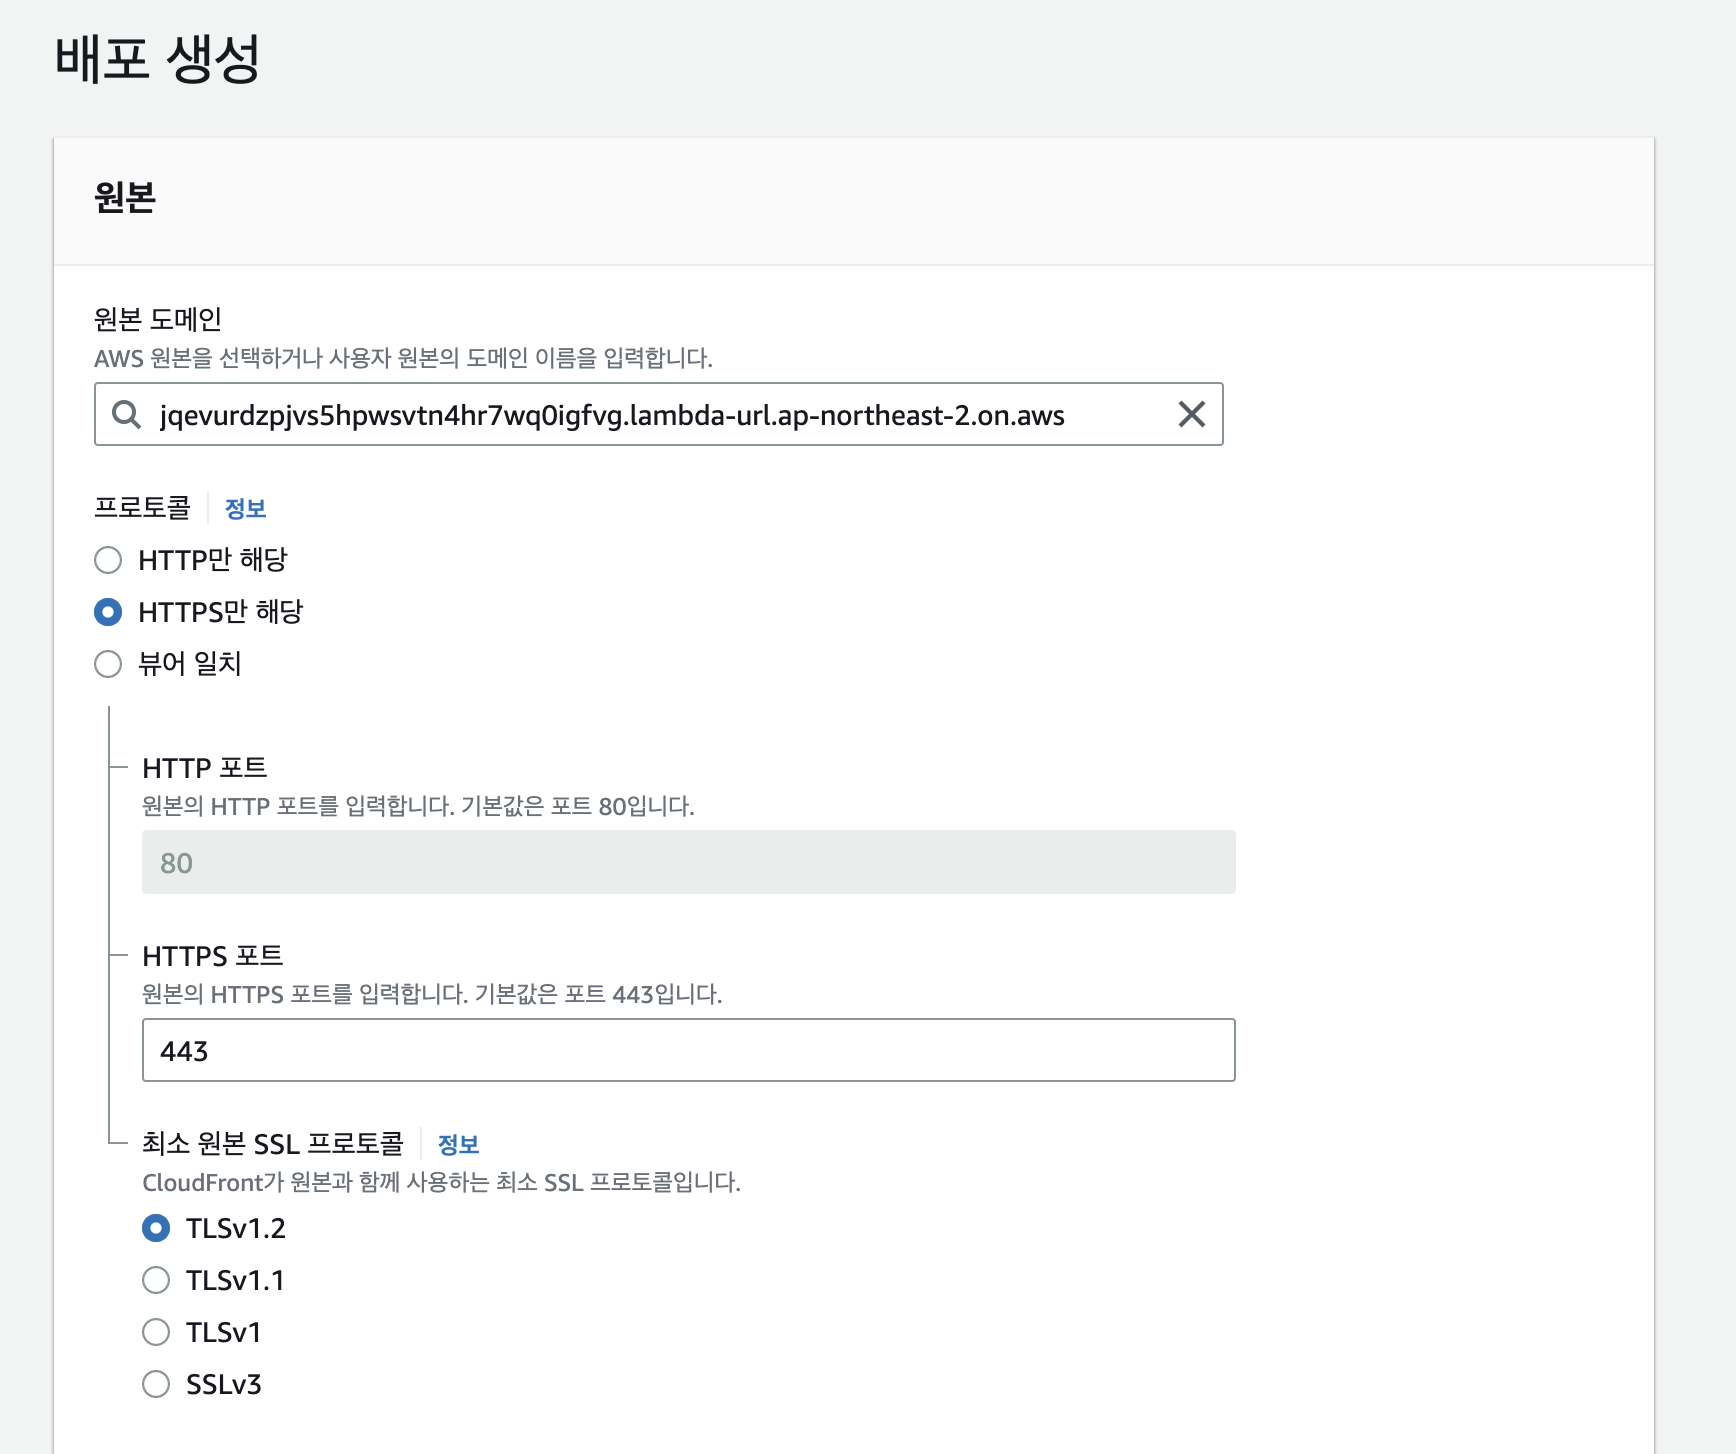 배포 생성
원본
원본 도메인
AWS 원본을 선택하거나 사용자 원본의 도메인 이름을 입력합니다.
jqevurdzpjvs5hpwsvtn4hr7wq0igfvg.lambda-url.ap-northeast-2.on.aws
프로토콜 정보
HTTP만 해당
HTTPS만 해당
뷰어 일치
HTTP 포트
원본의 HTTP 포트를 입력합니다. 기본값은 포트 80입니다.
80
HTTPS 포트
원본의 HTTPS 포트를 입력합니다. 기본값은 포트 443입니다.
443
최소 원본 SSL 프로토콜 정보
CloudFront가 원본과 함께 사용하는 최소 SSL 프로토콜입니다.
TLSv1.2
TLSv1.1
TLSv1
SSLv3